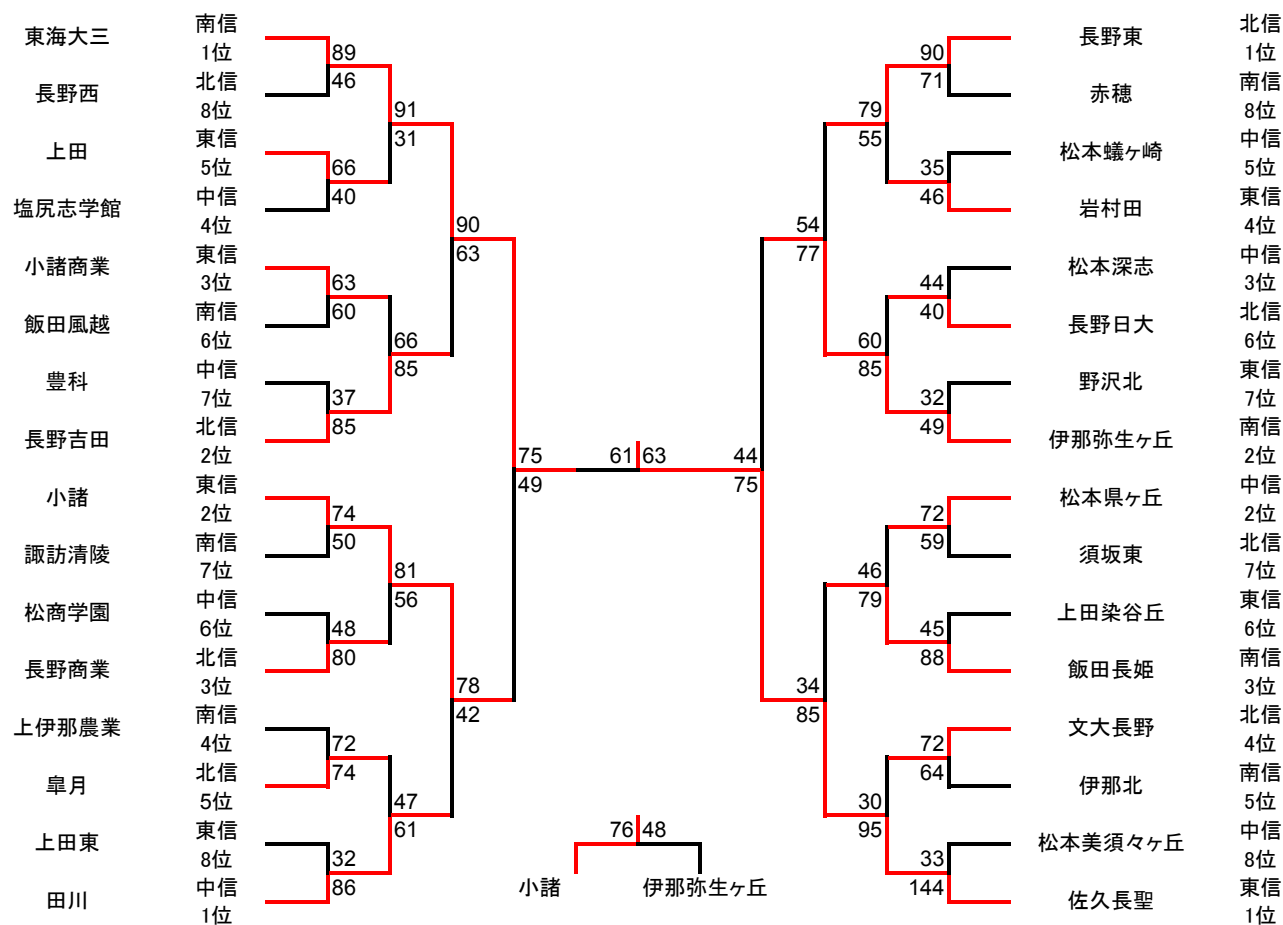 東海大三 南信 1位
89
46
長野西 北信 8位
91
31
上田 東信 5位
66
40
塩尻志学館 中信 4位
90
63
小諸商業 東信 3位
63
60
飯田風越 南信 6位
66
85
豊科 中信 7位
37
85
長野吉田 北信 2位
75
49
小諸 東信 2位
74
50
諏訪清陵 南信 7位
81
56
松商学園 中信 6位
48
80
長野商業 北信 3位
78
42
上伊那農業 南信 4位
72
74
皐月 北信 5位
47
61
上田東 東信 8位
32
86
田川 中信 1位
61 63
76 48
小諸 伊那弥生ヶ丘
長野東 北信 1位
90
71
赤穂 南信 8位
79
55
松本蟻ヶ崎 中信 5位
35
46
岩村田 東信 4位
54
77
松本深志 中信 3位
44
40
長野日大 北信 6位
60
85
野沢北 東信 7位
32
49
伊那弥生ヶ丘 南信 2位
44
75
松本県ヶ丘 中信 2位
72
59
須坂東 北信 7位
46
79
上田染谷丘 東信 6位
45
88
飯田長姫 南信 3位
34
85
文大長野 北信 4位
72
64
伊那北 南信 5位
30
95
松本美須々ヶ丘 中信 8位
33
144
佐久長聖 東信 1位